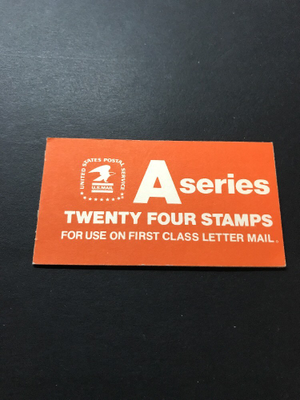 UNITED STATES POSTAL SERVICE
U.S.MAIL
A series
TWENTY FOUR STAMPS
FOR USE ON FIRST CLASS LETTER MAIL.